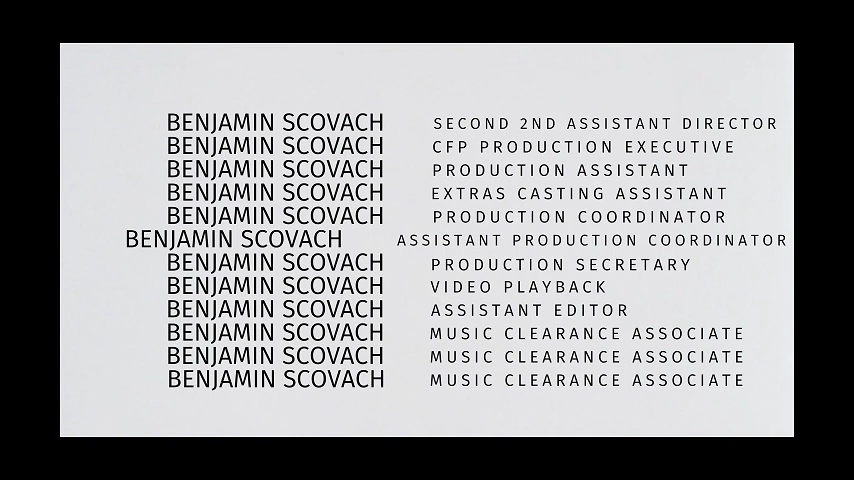 BENJAMIN SCOVACH SECOND 2ND ASSISTANT DIRECTOR
BENJAMIN SCOVACH CFP PRODUCTION EXECUTIVE
BENJAMIN SCOVACH PRODUCTION ASSISTANT
BENJAMIN SCOVACH EXTRAS CASTING ASSISTANT
BENJAMIN SCOVACH PRODUCTION COORDINATOR
BENJAMIN SCOVACH ASSISTANT PRODUCTION COORDINATOR
BENJAMIN SCOVACH PRODUCTION SECRETARY
BENJAMIN SCOVACH VIDEO PLAYBACK
BENJAMIN SCOVACH ASSISTANT EDITOR
BENJAMIN SCOVACH MUSIC CLEARANCE ASSOCIATE
BENJAMIN SCOVACH MUSIC CLEARANCE ASSOCIATE
BENJAMIN SCOVACH MUSIC CLEARANCE ASSOCIATE